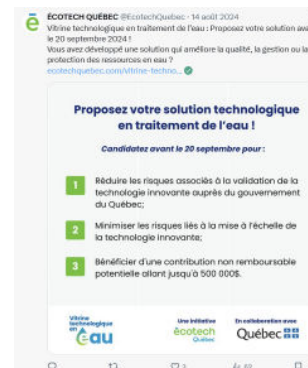 ÉCOTECH QUÉBEC @EcotechQuebec · 14 août 2024
Vitrine technologique en traitement de l'eau : Proposez votre solution ava
le 20 septembre 2024 !
Vous avez développé une solution qui améliore la qualité, la gestion ou la
protection des ressources en eau ?
ecotechquebec.com/vitrine-techno...
Proposez votre solution technologique
en traitement de l'eau !
Candidatez avant le 20 septembre pour :
1 Réduire les risques associés à la validation de la
technologie innovante auprès du gouvernement
du Québec;
2 Minimiser les risques liés à la mise à l'échelle de
la technologie innovante;
3 Bénéficier d'une contribution non remboursable
potentielle allant jusqu'à 500 000$.
Vitrine
technologique
en
eau
Une initiative
écotech
Québec
En collaboration avec
Québec